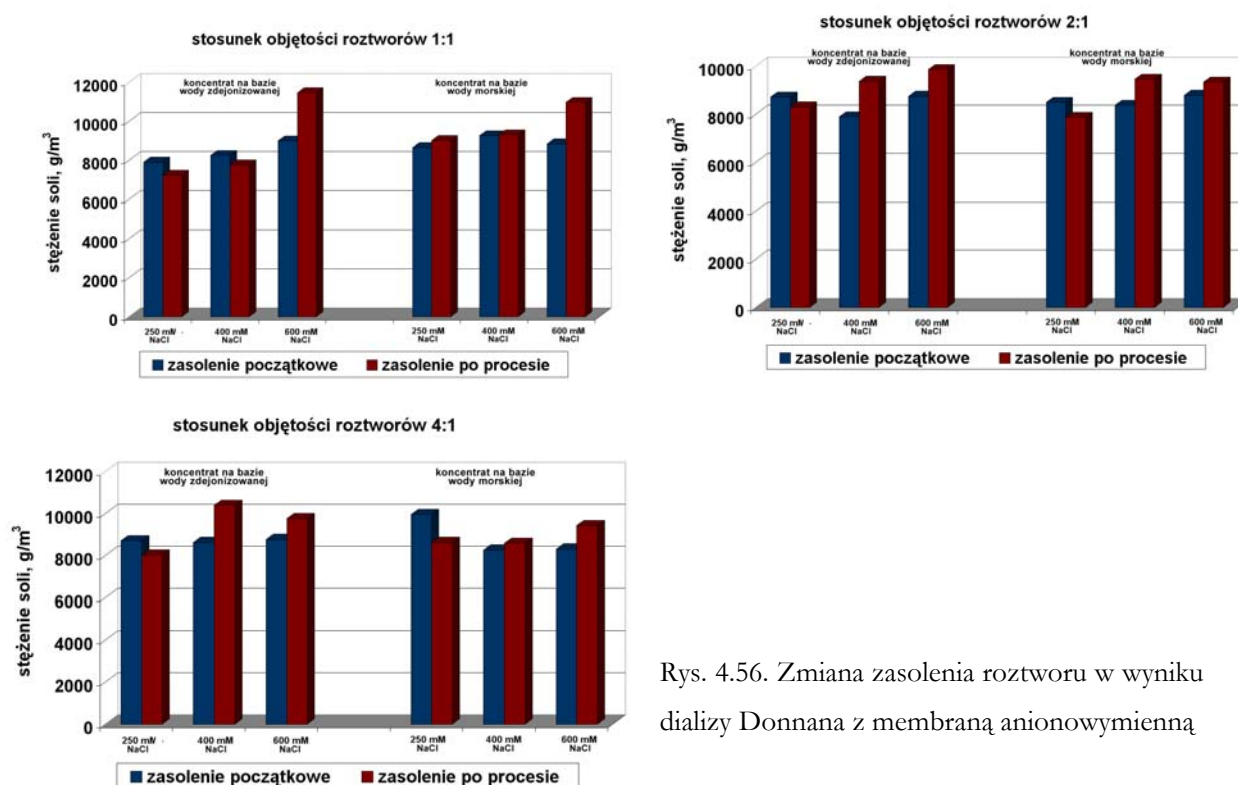 stosunek objętości roztworów 1:1
koncentrat na bazie
wody zdejonizowanej
koncentrat na bazie
wody morskiej
stężenie soli, g/m³
12000
10000
8000
6000
4000
2000
0
250 mM
NaCl
400 mM
NaCl
600 mM
NaCl
250 mM
NaCl
400 mM
NaCl
600 mM
NaCl
zasolenie początkowe
zasolenie po procesie
stosunek objętości roztworów 2:1
koncentrat na bazie
wody zdejonizowanej
koncentrat na bazie
wody morskiej
stężenie soli, g/m³
10000
8000
6000
4000
2000
0
250 mM
NaCl
400 mM
NaCl
600 mM
NaCl
250 mM
NaCl
400 mM
NaCl
600 mM
NaCl
zasolenie początkowe
zasolenie po procesie
stosunek objętości roztworów 4:1
koncentrat na bazie
wody zdejonizowanej
koncentrat na bazie
wody morskiej
stężenie soli, g/m³
12000
10000
8000
6000
4000
2000
0
250 mM
NaCl
400 mM
NaCl
600 mM
NaCl
250 mM
NaCl
400 mM
NaCl
600 mM
NaCl
zasolenie początkowe
zasolenie po procesie
Rys. 4.56. Zmiana zasolenia roztworu w wyniku
dializy Donnana z membraną anionowymienną